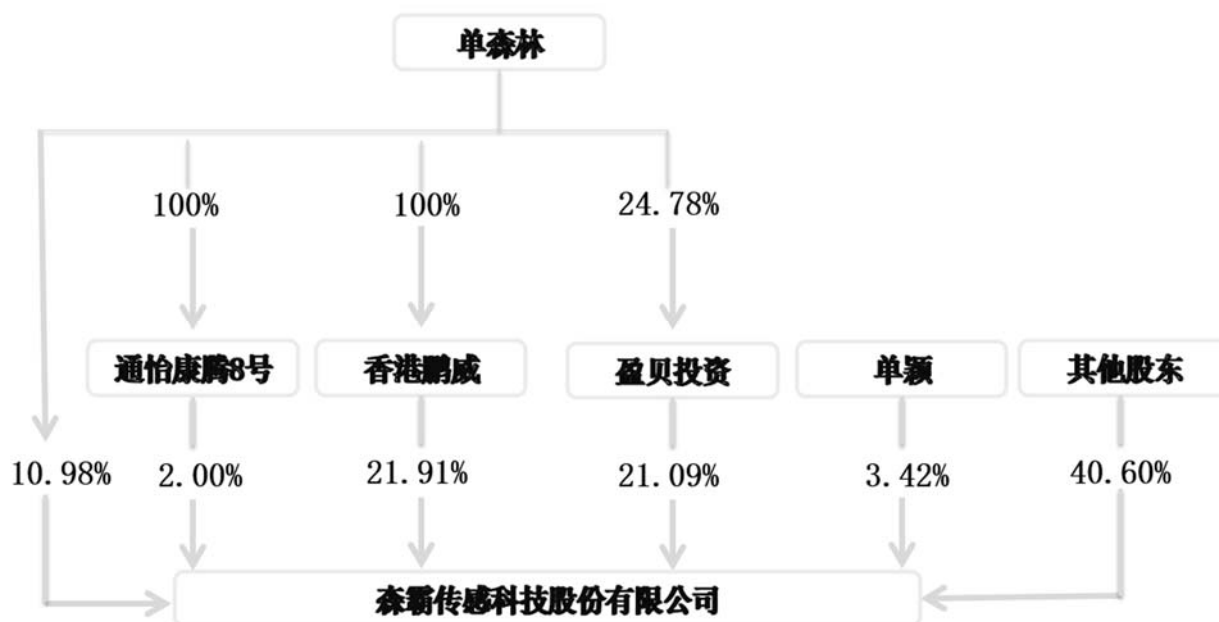 单森林
100%
100%
24.78%
通怡康腾8号
香港鹏威
盈贝投资
单颖
其他股东
10.98%
2.00%
21.91%
21.09%
3.42%
40.60%
森霸传感科技股份有限公司